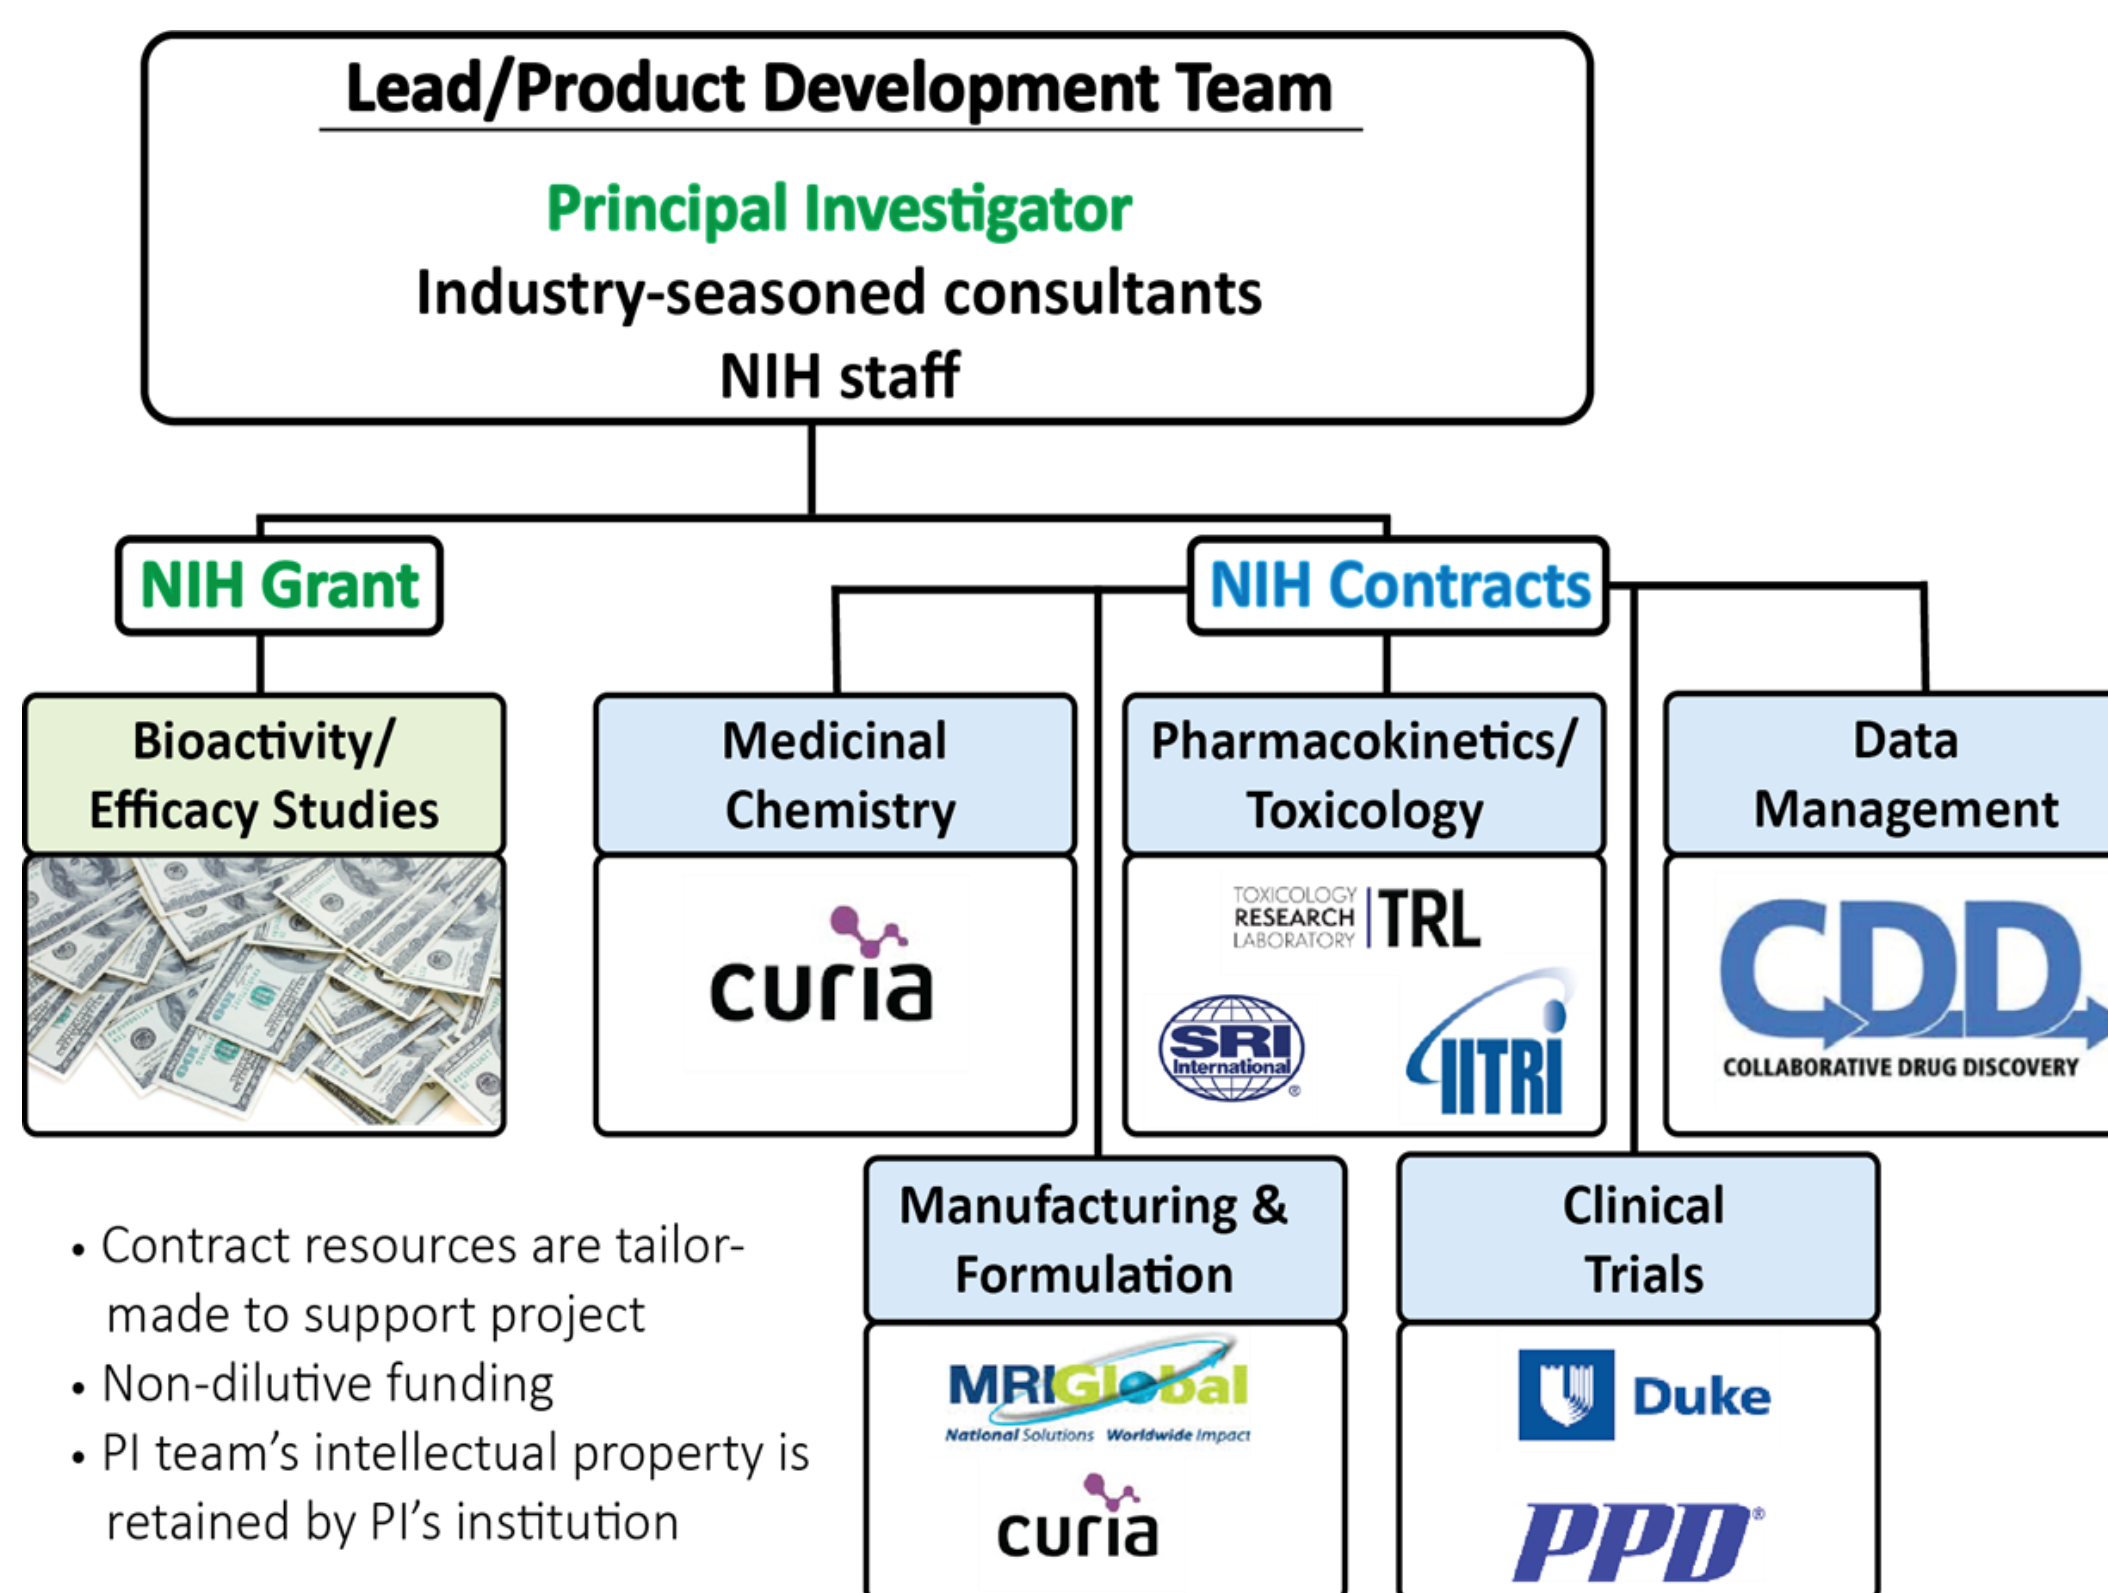 Lead/Product Development Team
Principal Investigator
Industry-seasoned consultants
NIH staff
NIH Grant
NIH Contracts
Bioactivity/
Efficacy Studies
Medicinal
Chemistry
curia
Pharmacokinetics/
Toxicology
TOXICOLOGY
RESEARCH
LABORATORY
TRL
SRI
International
®
IITRI
Data
Management
CDD
COLLABORATIVE DRUG DISCOVERY
Manufacturing &
Formulation
MRIGlobal
National Solutions Worldwide Impact
curia
Clinical
Trials
Duke
PPD®
• Contract resources are tailor-
made to support project
• Non-dilutive funding
• PI team’s intellectual property is
retained by PI’s institution